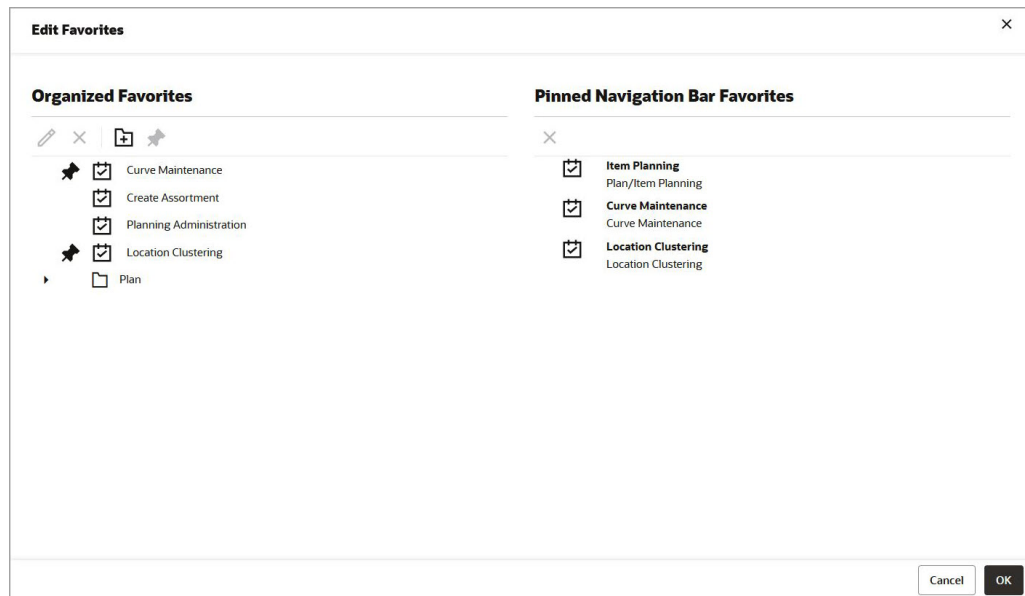 Edit Favorites
Organized Favorites
Curve Maintenance
Create Assortment
Planning Administration
Location Clustering
Plan
Pinned Navigation Bar Favorites
Item Planning
Plan/Item Planning
Curve Maintenance
Curve Maintenance
Location Clustering
Location Clustering
Cancel
OK